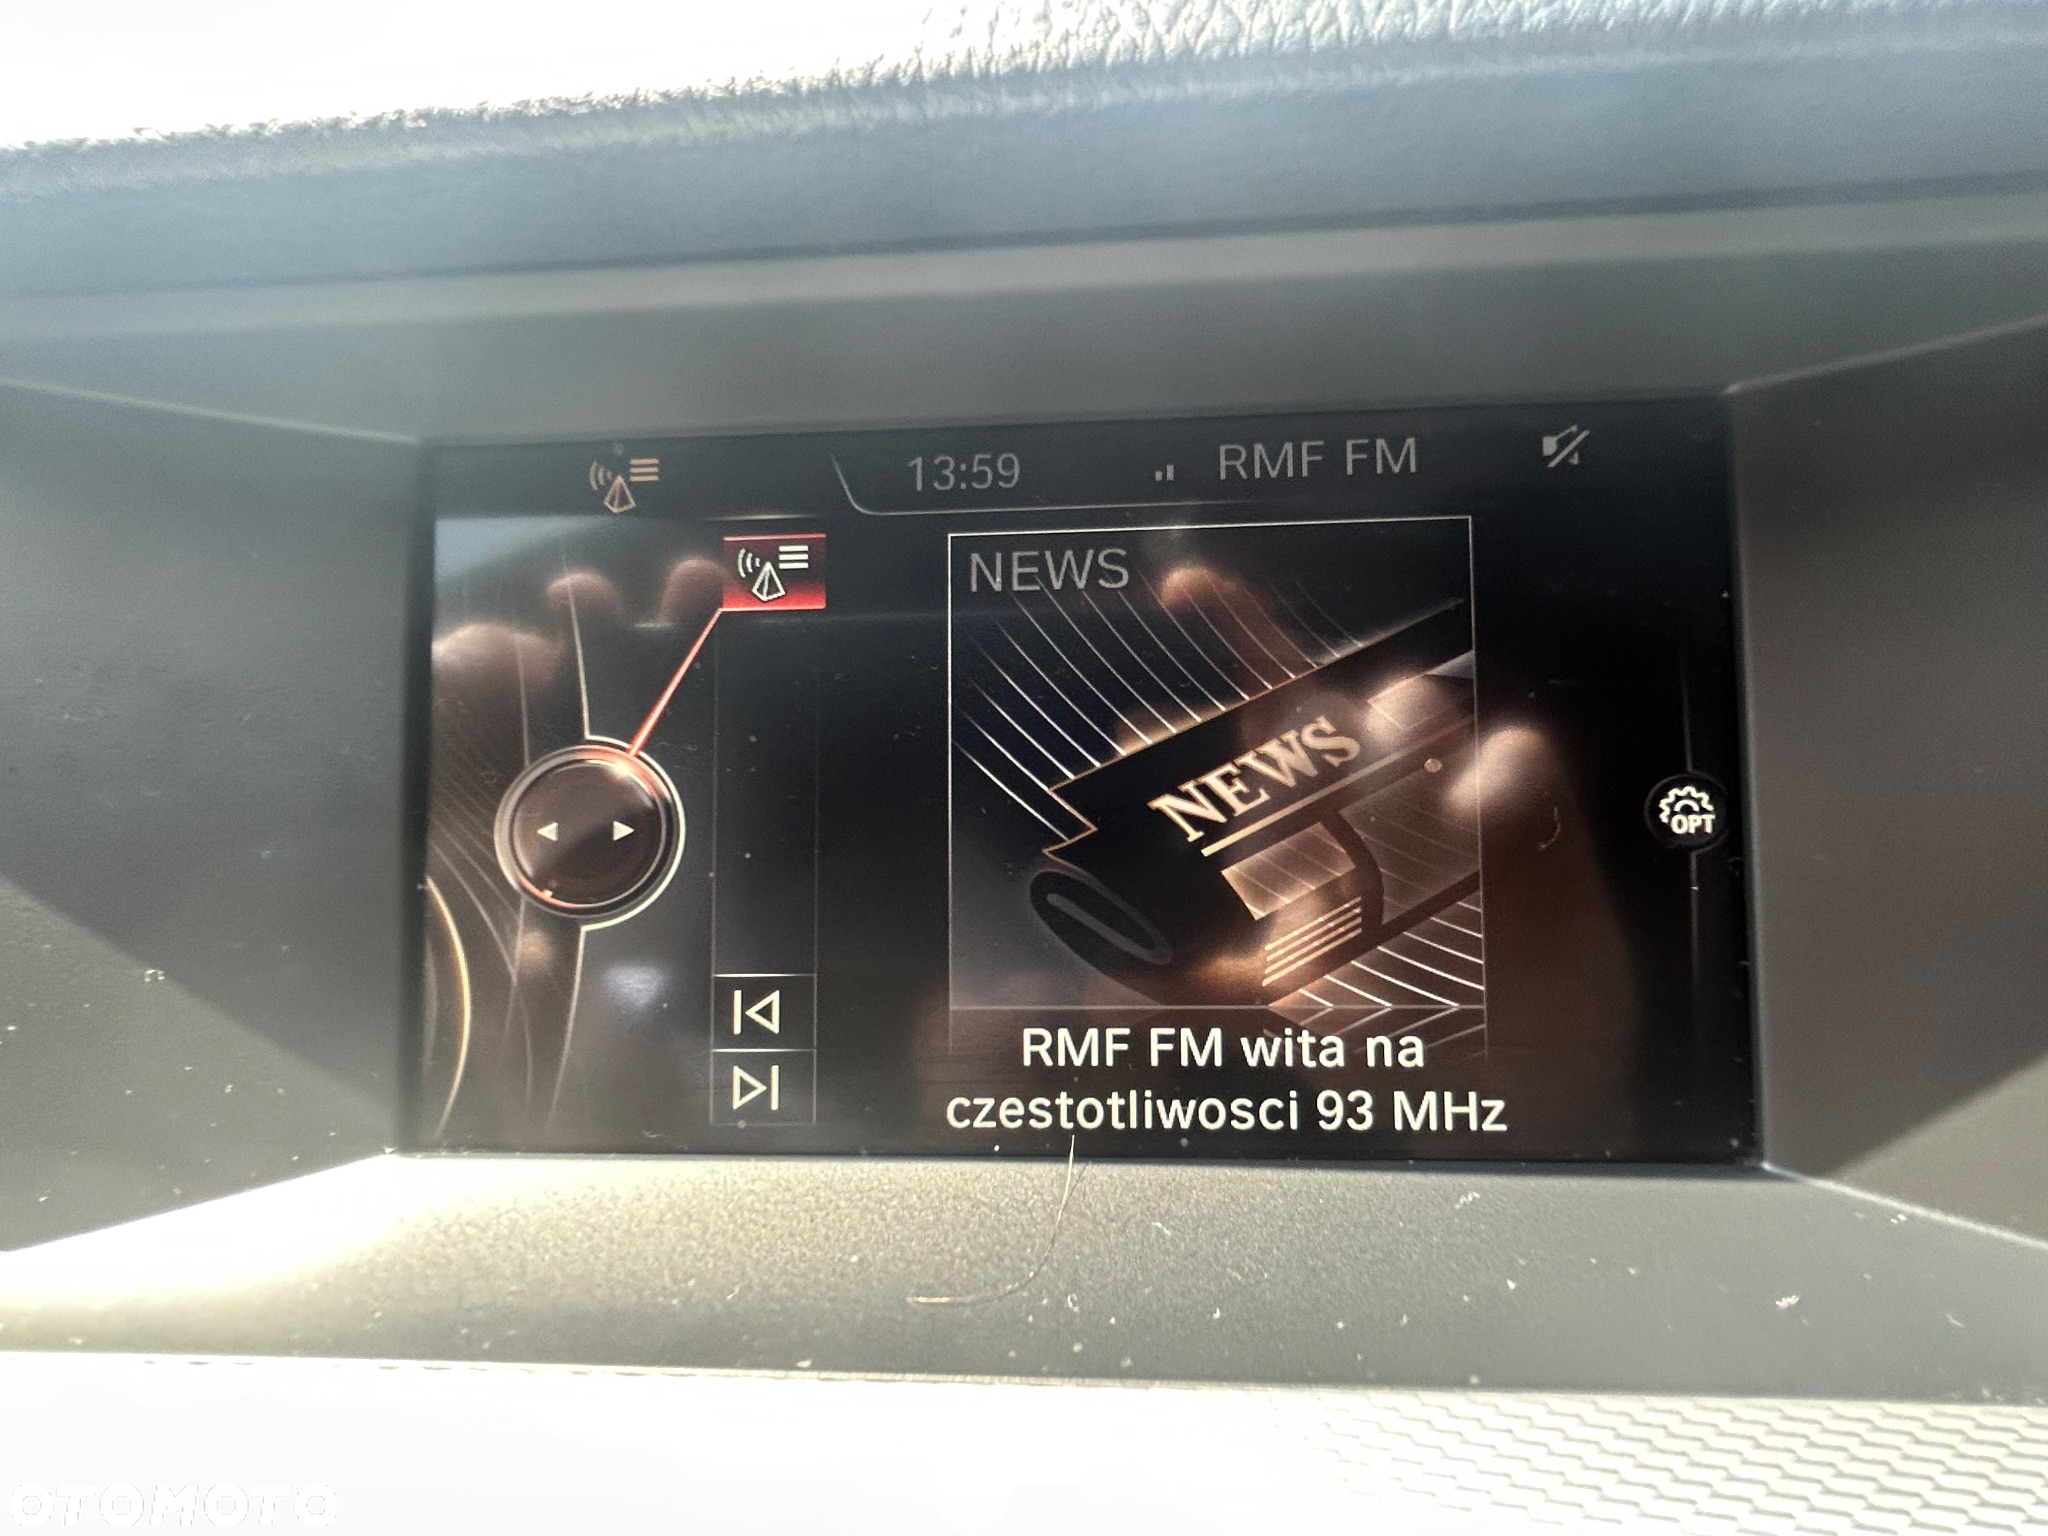 13:59
RMF FM
NEWS
NEWS
OPT
RMF FM wita na
czestotliwosci 93 MHz
OTOMOTO